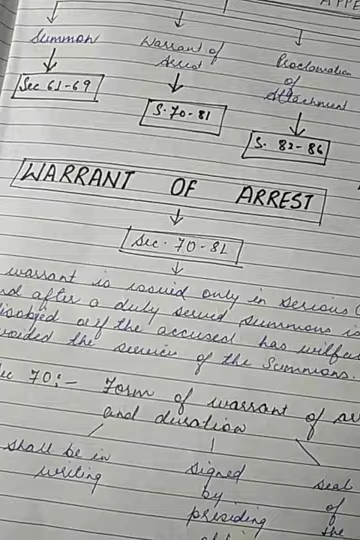 APPE
Summon
Warrant of
Arrest
Proclamation
of
Attachment
Sec 61-69
S. 70-81
S. 82-86
WARRANT OF ARREST
Sec. 70-81
warrant is issued only in serious
after a duly served summons is
disobeyed or if the accused has wilful
the service of the Summons.
ec 70:- Form of warrant of
and duration
shall be in
writing
signed
by
presiding
seal
of
the